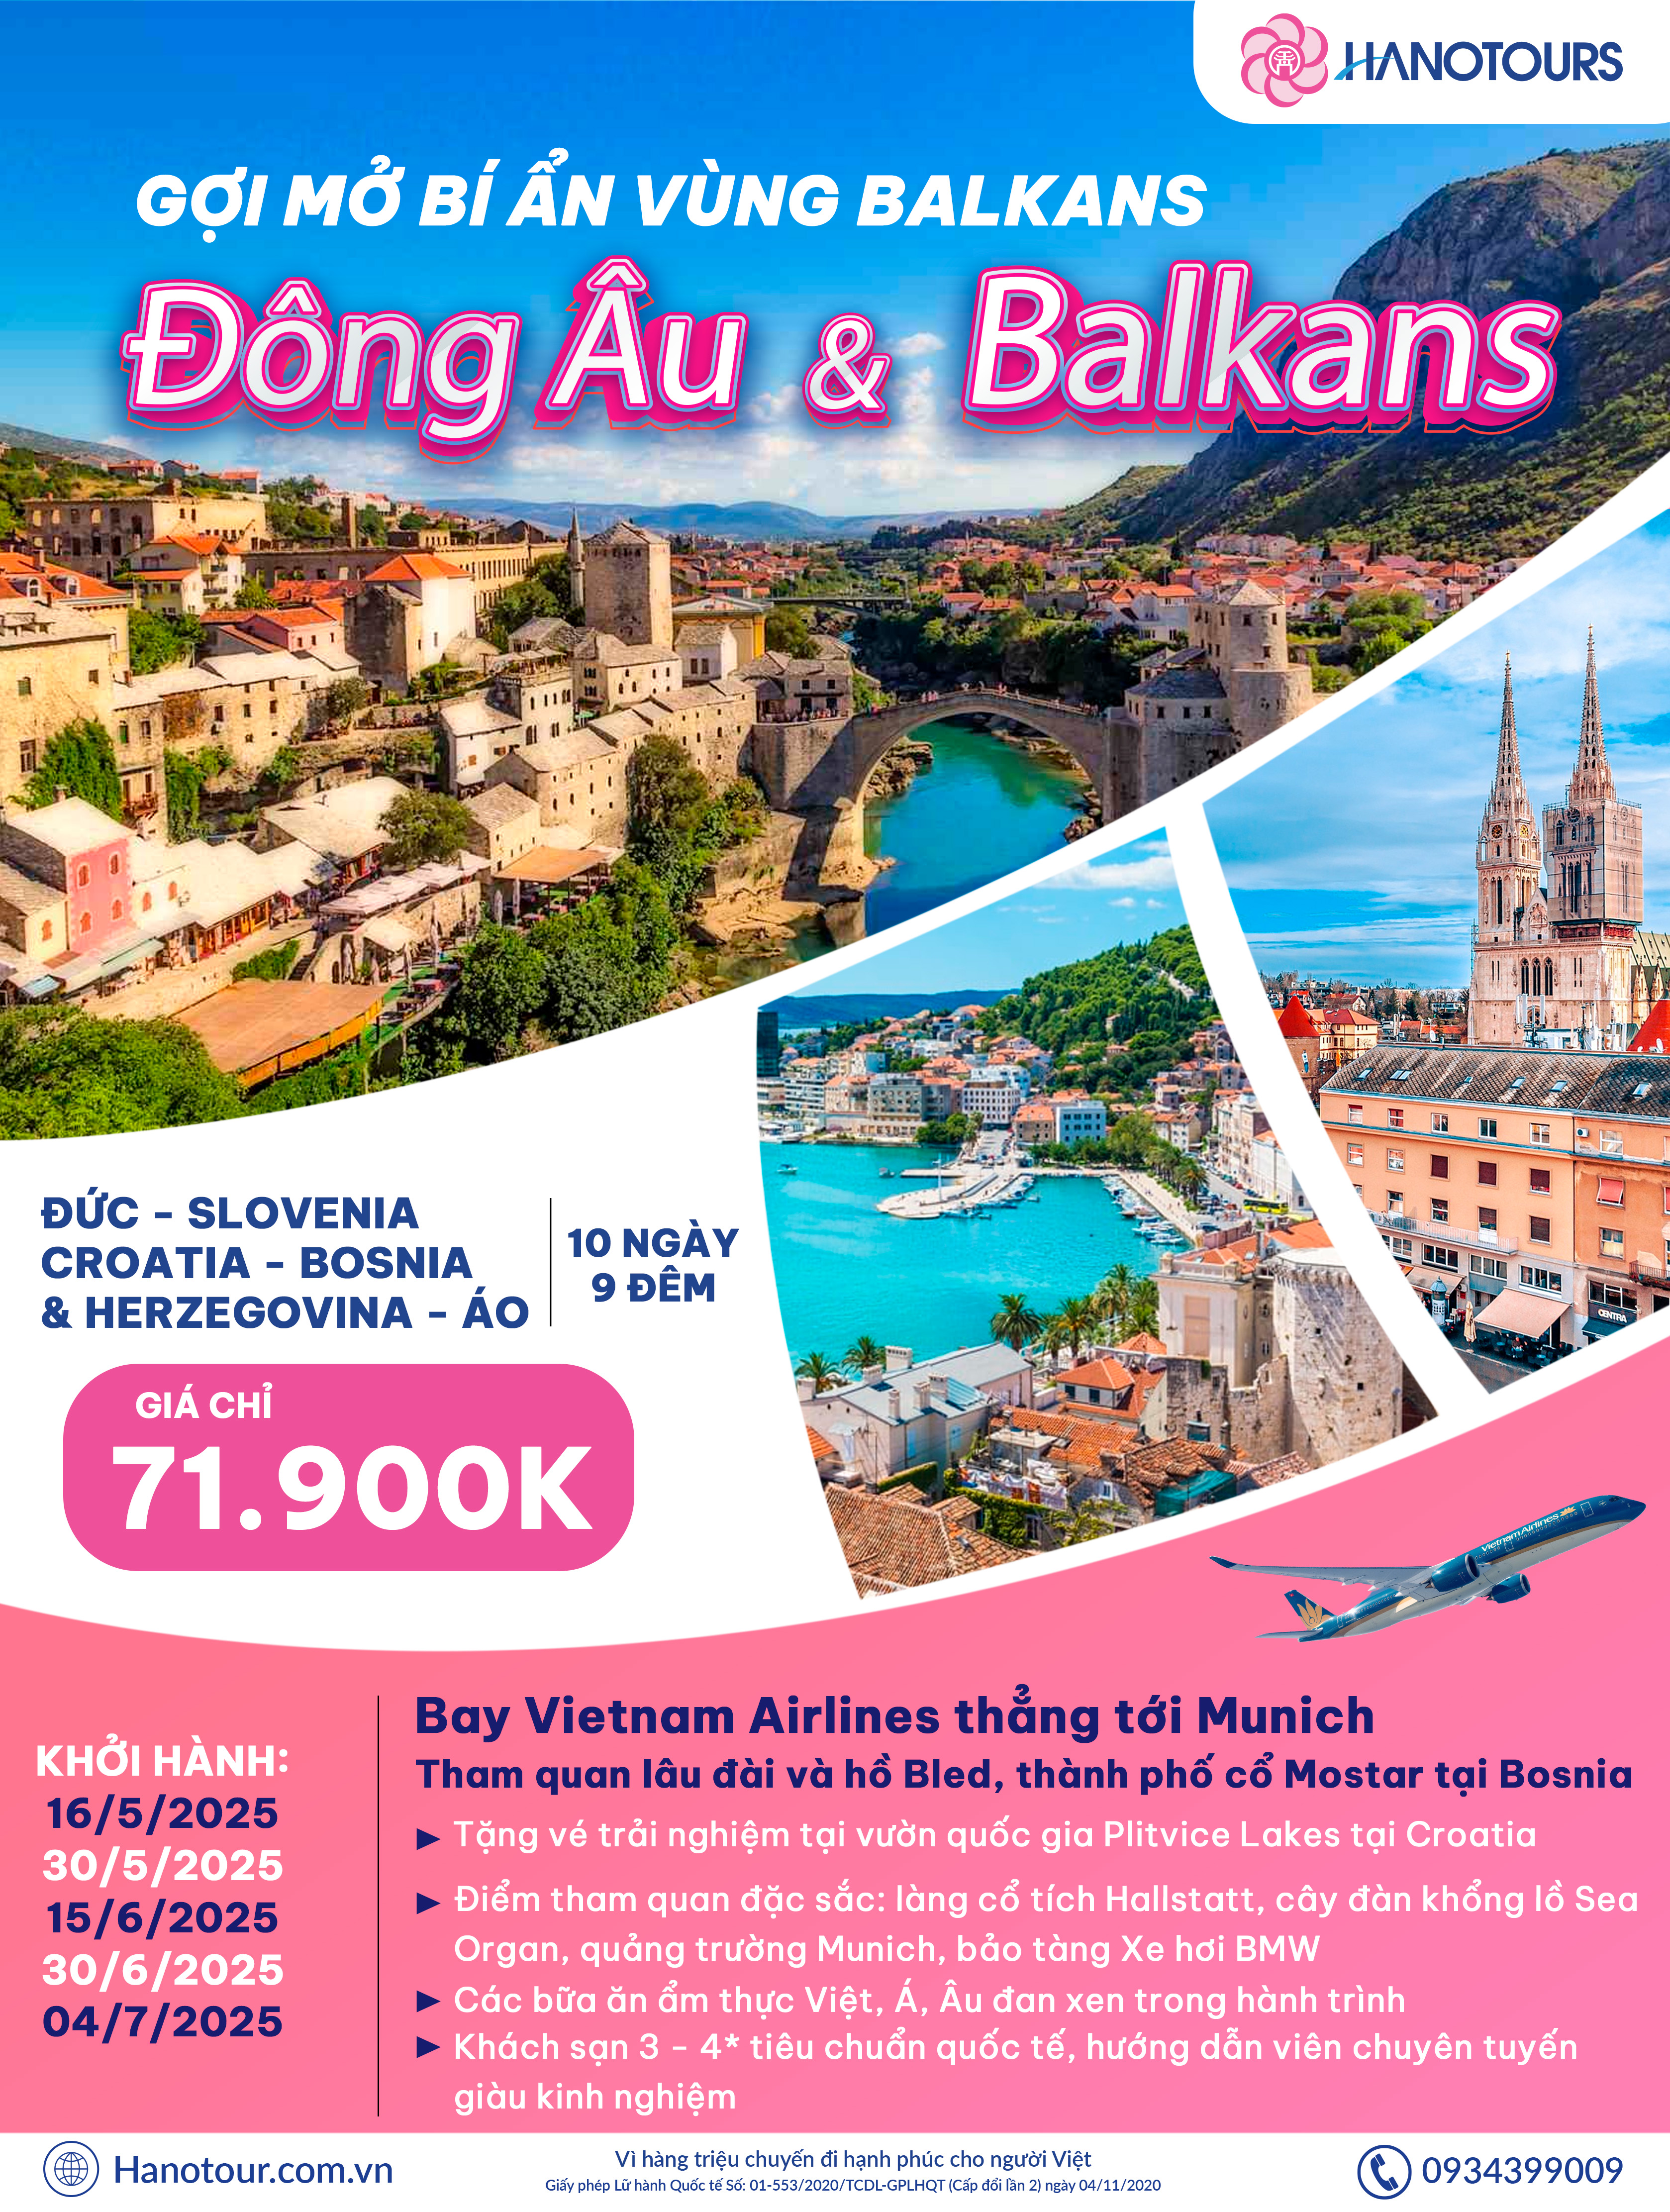 HANOTOURS
GỢI MỞ BÍ ẨN VÙNG BALKANS
Đông Âu & Balkans
ĐỨC - SLOVENIA
CROATIA - BOSNIA
& HERZEGOVINA - ÁO
10 NGÀY
9 ĐÊM
GIÁ CHỈ
71.900K
CENTRA
Vietnam Airlines
KHỞI HÀNH:
16/5/2025
30/5/2025
15/6/2025
30/6/2025
04/7/2025
Bay Vietnam Airlines thẳng tới Munich
Tham quan lâu đài và hồ Bled, thành phố cổ Mostar tại Bosnia
► Tặng vé trải nghiệm tại vườn quốc gia Plitvice Lakes tại Croatia
► Điểm tham quan đặc sắc: làng cổ tích Hallstatt, cây đàn khổng lồ Sea
Organ, quảng trường Munich, bảo tàng Xe hơi BMW
► Các bữa ăn ẩm thực Việt, Á, Âu đan xen trong hành trình
► Khách sạn 3 - 4* tiêu chuẩn quốc tế, hướng dẫn viên chuyên tuyến
giàu kinh nghiệm
Hanotour.com.vn
Vì hàng triệu chuyến đi hạnh phúc cho người Việt
Giấy phép Lữ hành Quốc tế Số: 01-553/2020/TCDL-GPLHQT (Cấp đổi lần 2) ngày 04/11/2020
0934399009